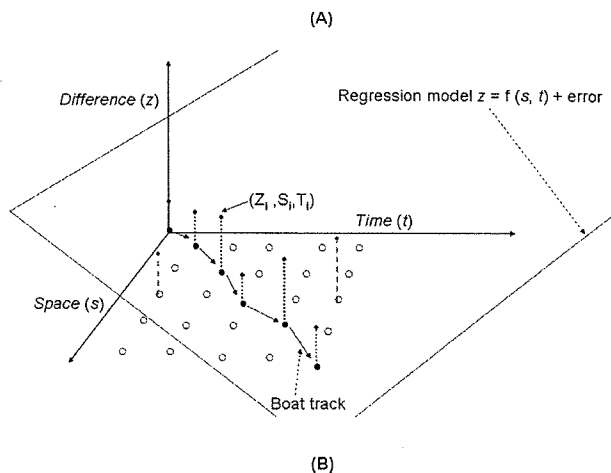 (A)
Difference (z)
Regression model z = f (s, t) + error
(Z_i ,S_i,T_i)
Time (t)
Space (s)
Boat track
(B)